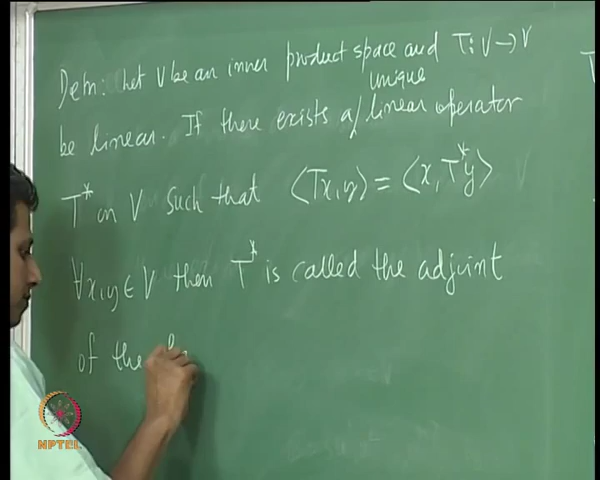 Defn: Let V be an inner product space and T: V → V
unique
be linear. If there exists a/ linear operator
T* on V such that ⟨Tx,y⟩ = ⟨x, T*y⟩
∀x,y ∈ V then T* is called the adjoint
of the
T
NPTEL